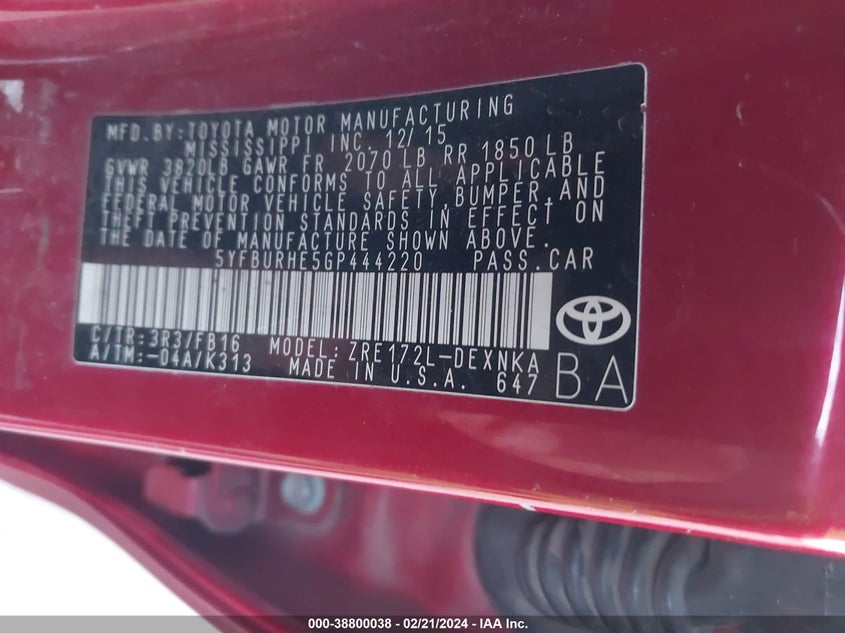 MFD.BY:TOYOTA MOTOR MANUFACTURING
MISSISSIPPI INC. 12/15
GVWR 3820LB GAWR FR 2070 LB RR 1850 LB
THIS VEHICLE CONFORMS TO ALL APPLICABLE
FEDERAL MOTOR VEHICLE SAFETY,BUMPER,AND
THEFT PREVENTION STANDARDS IN EFFECT ON
THE DATE OF MANUFACTURE SHOWN ABOVE.
5YFBURHE5GP444220 PASS.CAR
C/TR:3R3/FB16 MODEL:ZRE172L-DEXNKA
A/TM:-04A/K313 MADE IN U.S.A. 647
BA
000-38800038 - 02/21/2024 - IAA Inc.